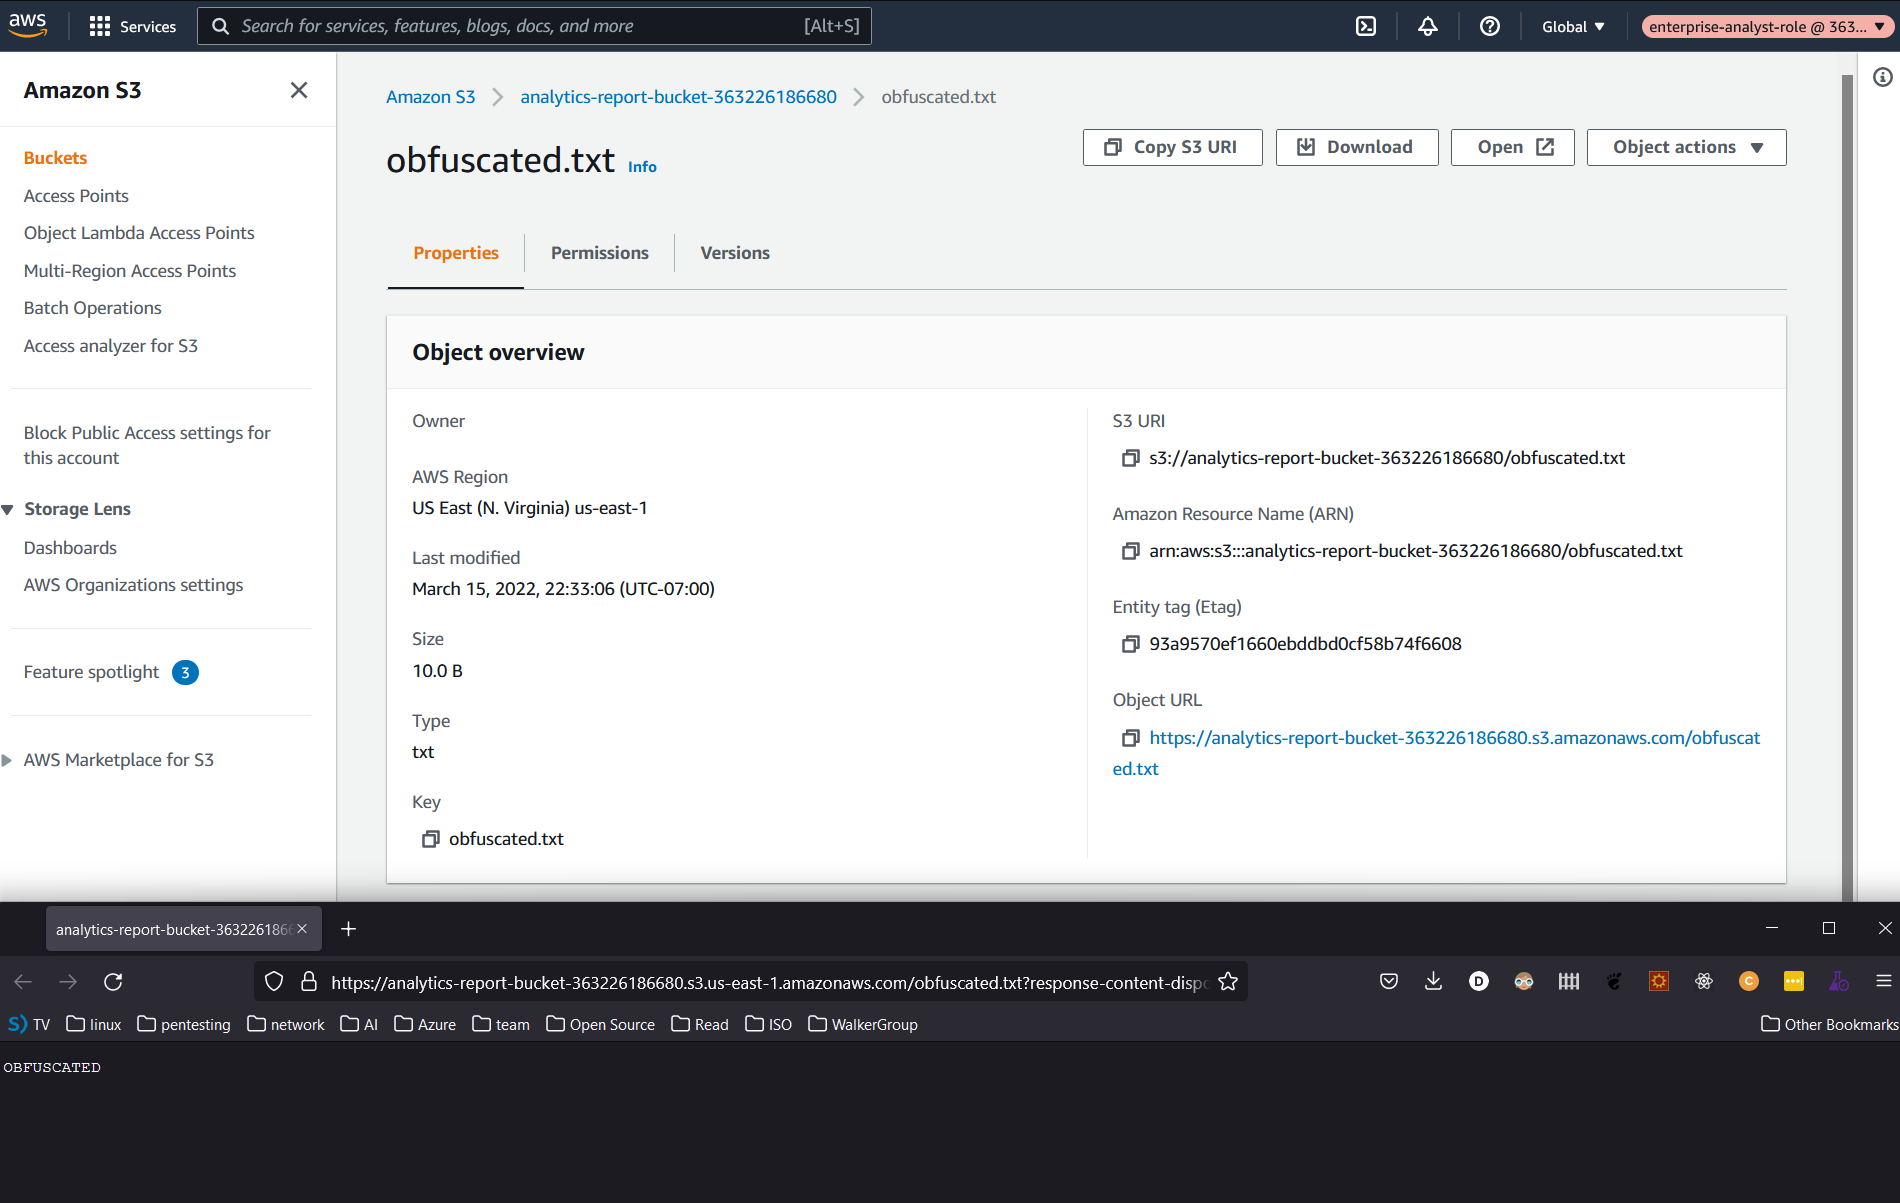 aws
Services
Search for services, features, blogs, docs, and more
[Alt+S]
Global
enterprise-analyst-role @ 363...
Amazon S3
Buckets
Access Points
Object Lambda Access Points
Multi-Region Access Points
Batch Operations
Access analyzer for S3
Block Public Access settings for
this account
Storage Lens
Dashboards
AWS Organizations settings
Feature spotlight 3
AWS Marketplace for S3
Amazon S3 > analytics-report-bucket-363226186680 > obfuscated.txt
obfuscated.txt Info
Copy S3 URI
Download
Open
Object actions
Properties
Permissions
Versions
Object overview
Owner
AWS Region
US East (N. Virginia) us-east-1
Last modified
March 15, 2022, 22:33:06 (UTC-07:00)
Size
10.0 B
Type
txt
Key
obfuscated.txt
S3 URI
s3://analytics-report-bucket-363226186680/obfuscated.txt
Amazon Resource Name (ARN)
arn:aws:s3:::analytics-report-bucket-363226186680/obfuscated.txt
Entity tag (Etag)
93a9570ef1660ebddbd0cf58b74f6608
Object URL
https://analytics-report-bucket-363226186680.s3.amazonaws.com/obfuscat
ed.txt
analytics-report-bucket-3632261866
https://analytics-report-bucket-363226186680.s3.us-east-1.amazonaws.com/obfuscated.txt?response-content-dispo
D
C
S) TV
linux
pentesting
network
AI
Azure
team
Open Source
Read
ISO
WalkerGroup
Other Bookmarks
OBFUSCATED